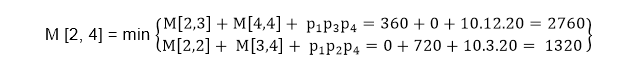 M [2, 4] = min {M[2,3] + M[4,4] + p₁p₃p₄ = 360 + 0 + 10.12.20 = 2760
M[2,2] + M[3,4] + p₁p₂p₄ = 0 + 720 + 10.3.20 = 1320}